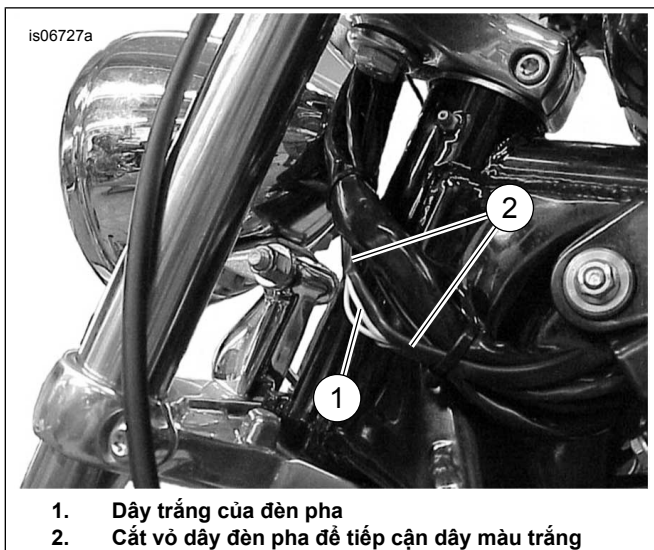 is06727a
2
1
1. Dây trắng của đèn pha
2. Cắt vỏ dây đèn pha để tiếp cận dây màu trắng